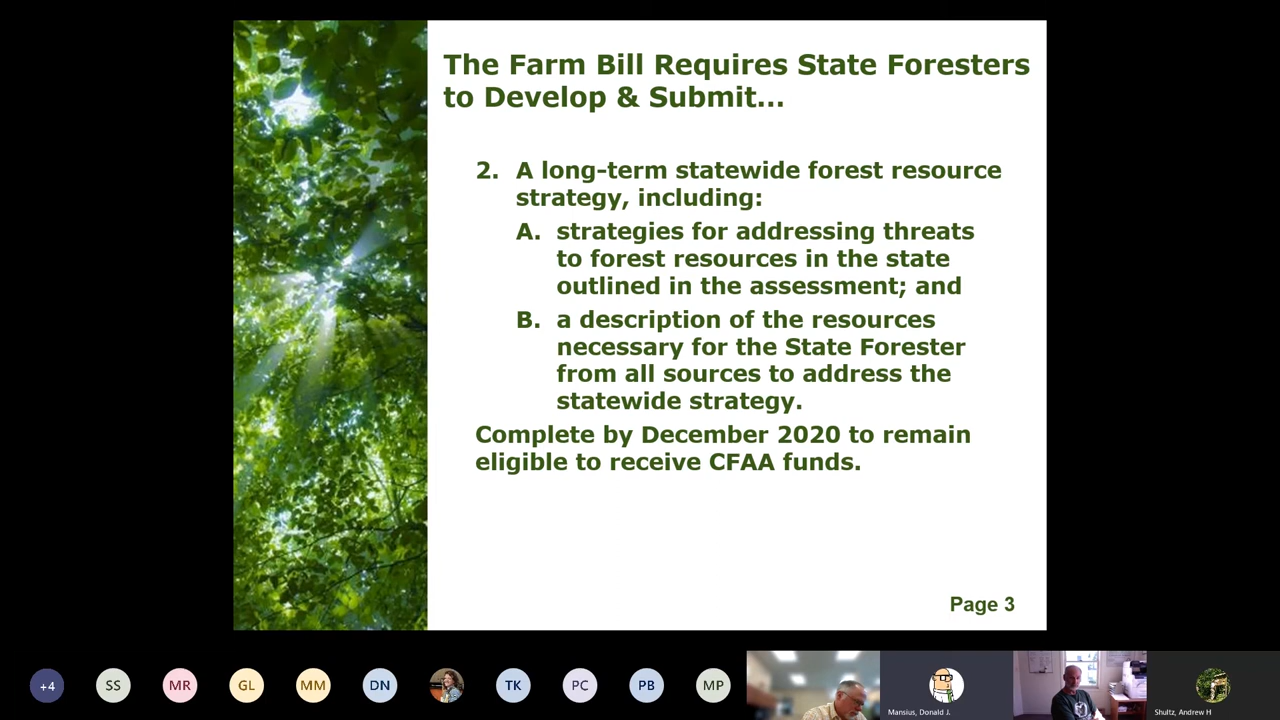 The Farm Bill Requires State Foresters
to Develop & Submit...
2. A long-term statewide forest resource
strategy, including:
A. strategies for addressing threats
to forest resources in the state
outlined in the assessment; and
B. a description of the resources
necessary for the State Forester
from all sources to address the
statewide strategy.
Complete by December 2020 to remain
eligible to receive CFAA funds.
Page 3
+4 SS MR GL MM DN TK PC PB MP
Mansius, Donald J.
Shultz, Andrew H